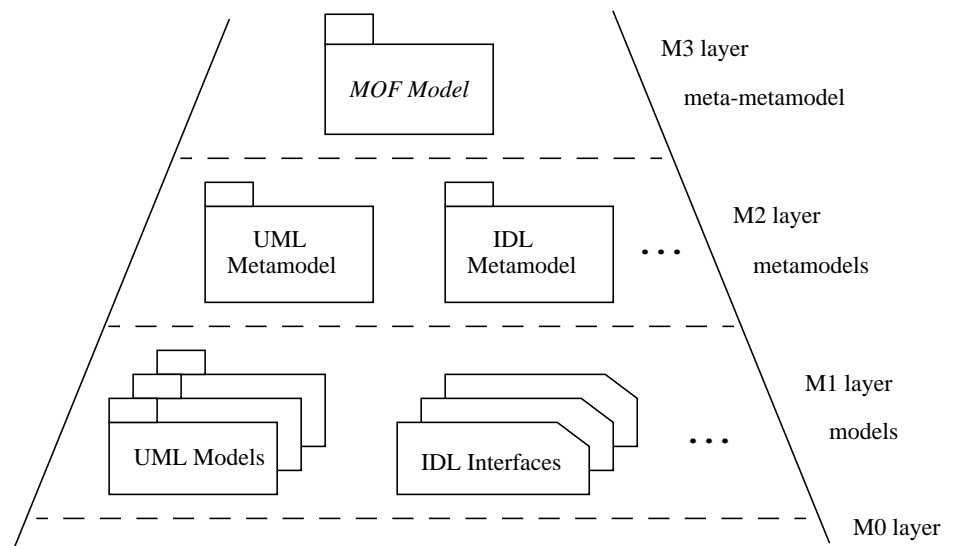 M3 layer
MOF Model
meta-metamodel
M2 layer
UML
Metamodel
IDL
Metamodel
...
metamodels
M1 layer
models
UML Models
IDL Interfaces
...
M0 layer